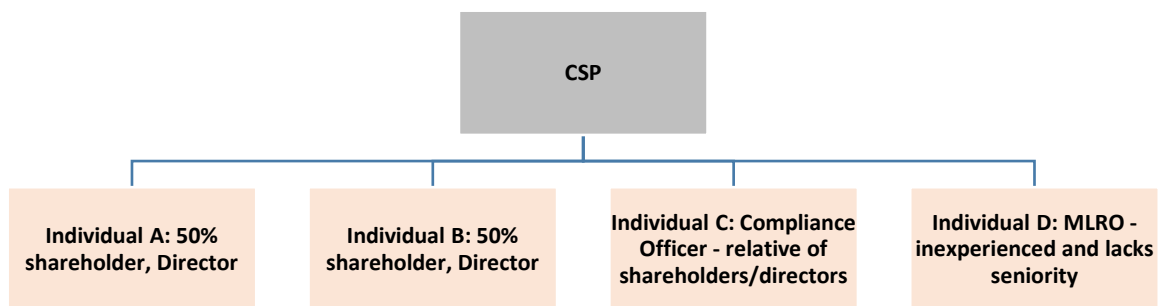 CSP
Individual A: 50%
shareholder, Director
Individual B: 50%
shareholder, Director
Individual C: Compliance
Officer - relative of
shareholders/directors
Individual D: MLRO -
inexperienced and lacks
seniority